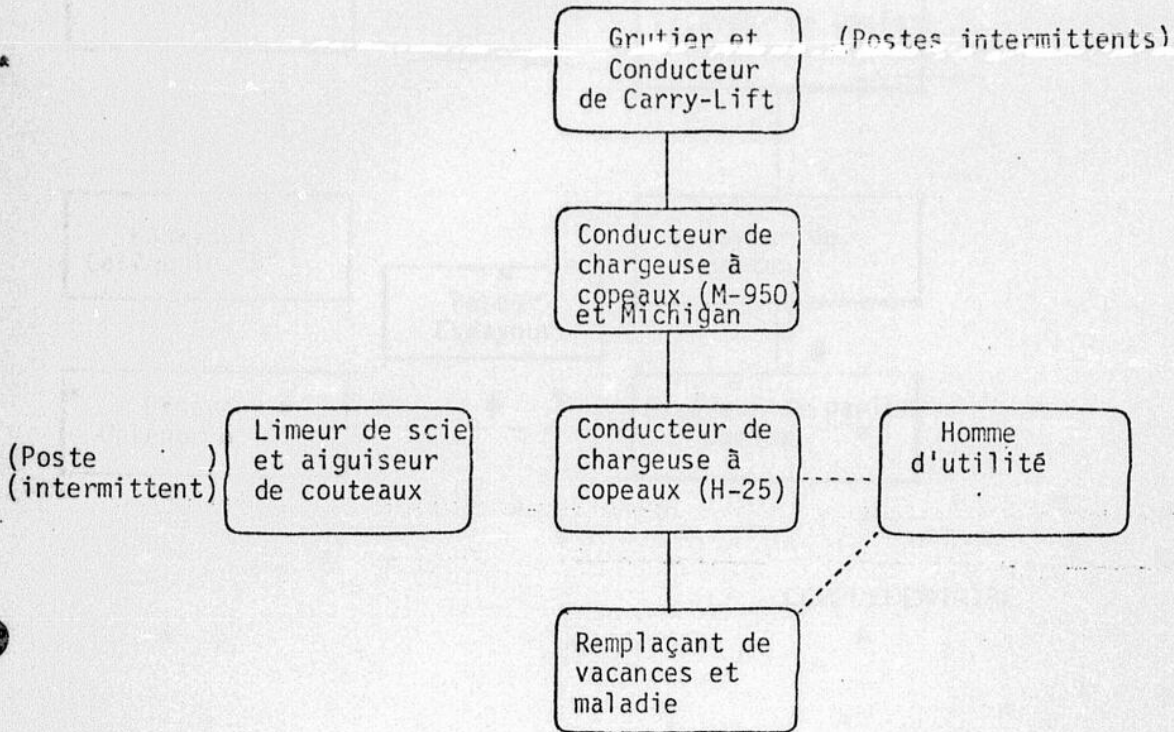 Grutier et (Postes intermittents)
Conducteur
de Carry-Lift
Conducteur de
chargeuse à
copeaux (M-950)
et Michigan
(Poste )
(intermittent)
Limeur de scie
et aiguiseur
de couteaux
Conducteur de
chargeuse à
copeaux (H-25)
Homme
d'utilité
Remplaçant de
vacances et
maladie